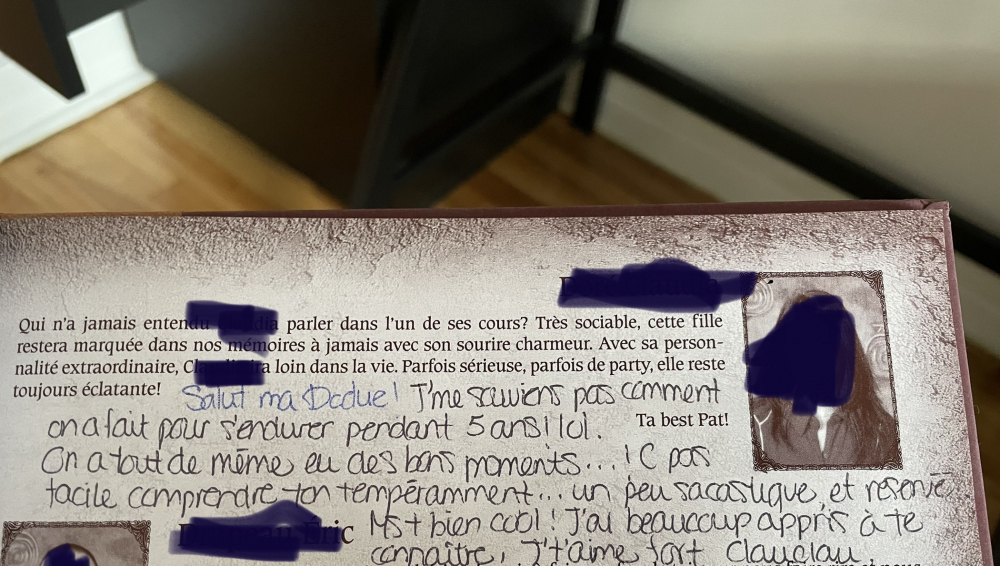 Qui n'a jamais entendu parler dans l'un de ses cours? Très sociable, cette fille
restera marquée dans nos mémoires à jamais avec son sourire charmeur. Avec sa person-
nalité extraordinaire, loin dans la vie. Parfois sérieuse, parfois de party, elle reste
toujours éclatante!
Salut ma Dodue! J'me souviens pas comment
on a fait pour s'endurer pendant 5 ans! lol.
Ta best Pat!
On a tout de même eu des bons moments...! C pas
facile comprendre ton tempéramment... un peu sacastique et réservé
Ms t bien cool! J'ai beaucoup appris à te
connaître, J't'aime fort Clauclau,